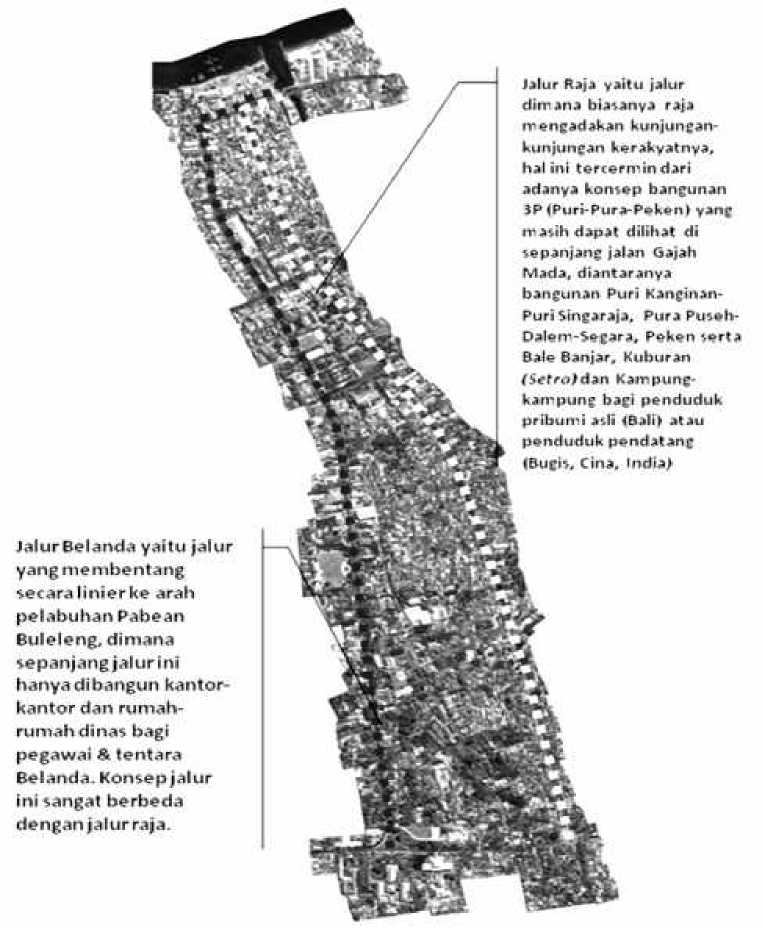 Jalur Raja yaitu jalur
dimana biasanya raja
mengadakan kunjungan-
kunjungan kerakyatnya,
hal ini tercermin dari
adanya konsep bangunan
3P (Puri-Pura-Peken) yang
masih dapat dilihat di
sepanjang jalan Gajah
Mada, diantaranya
bangunan Puri Kanginan-
Puri Singaraja, Pura Puseh-
Dalem-Segara, Peken serta
Bale Banjar, Kuburan
(Setra) dan Kampung-
kampung bagi penduduk
pribumi asli (Bali) atau
penduduk pendatang
(Bugis, Cina, India)
Jalur Belanda yaitu jalur
yang membentang
secara linier ke arah
pelabuhan Pabean
Buleleng, dimana
sepanjang jalur ini
hanya dibangun kantor-
kantor dan rumah-
rumah dinas bagi
pegawai & tentara
Belanda. Konsep jalur
ini sangat berbeda
dengan jalur raja.